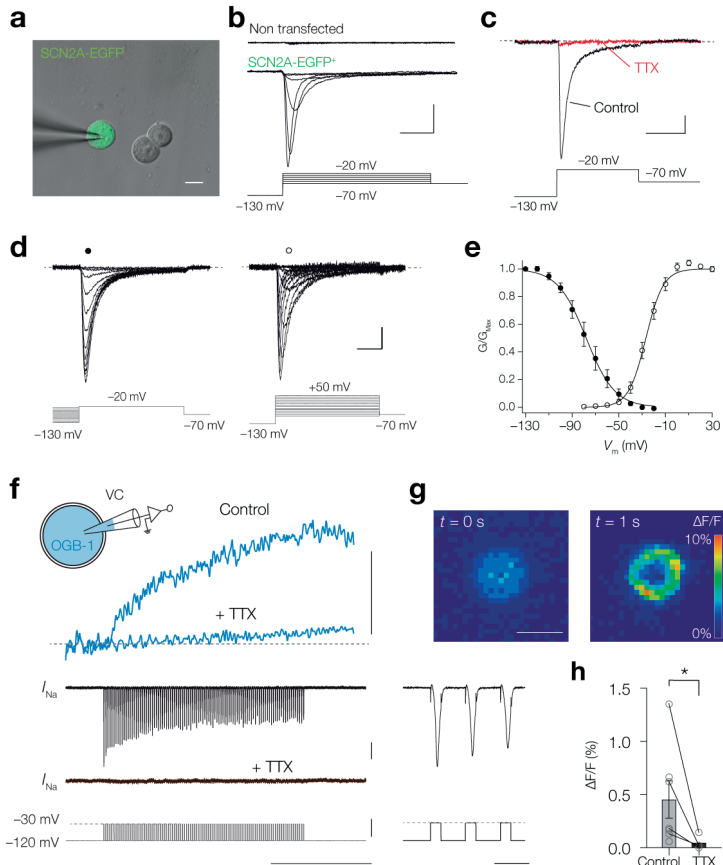 a
SCN2A-EGFP
b
Non transfected
SCN2A-EGFP+
−20 mV
−70 mV
−130 mV
c
TTX
Control
−20 mV
−70 mV
−130 mV
d
−20 mV
−70 mV
−130 mV
+50 mV
−70 mV
−130 mV
e
G/GMax
1.0
0.8
0.6
0.4
0.2
0.0
−130 −90 −50 −10 30
Vm (mV)
f
VC
OGB-1
Control
+ TTX
INa
+ TTX
INa
−30 mV
−120 mV
g
t = 0 s
t = 1 s
ΔF/F
10%
0%
h
*
ΔF/F (%)
1.5
1.0
0.5
0.0
Control TTX